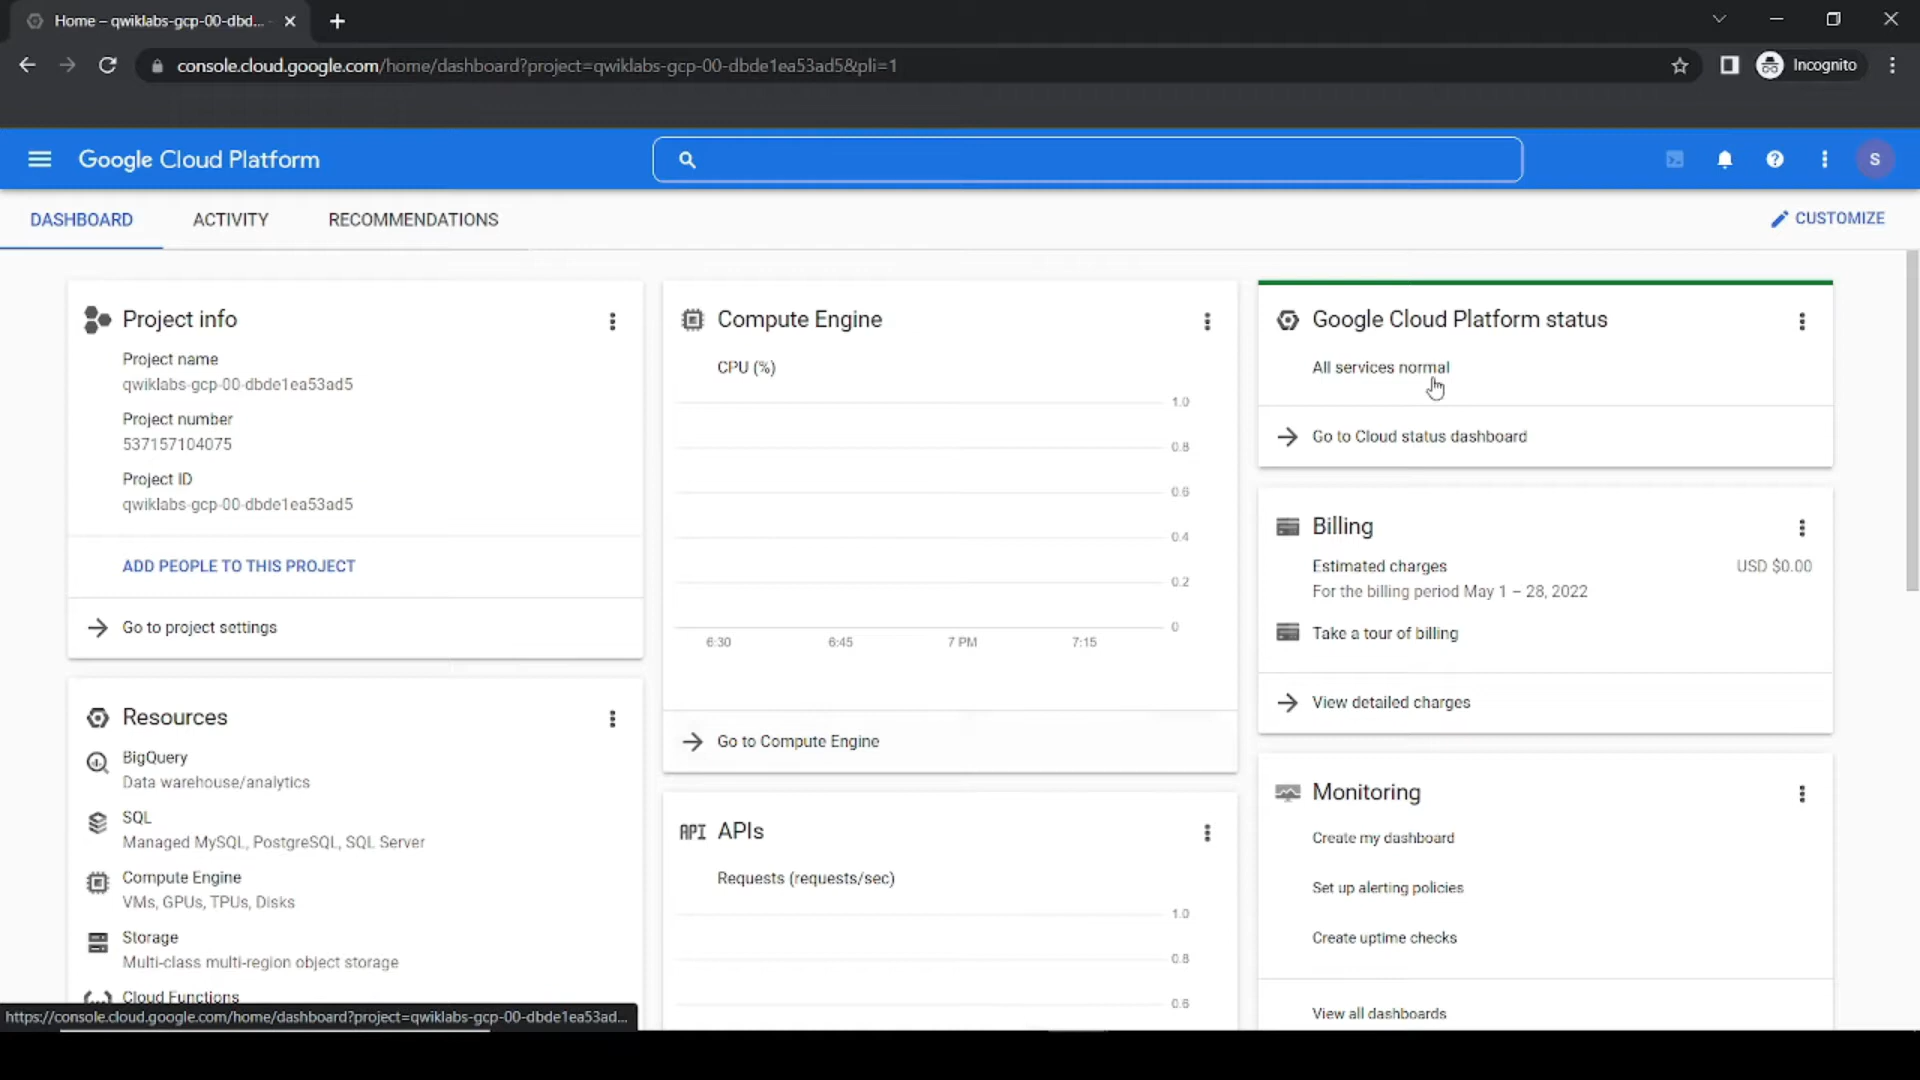 Home – qwiklabs-gcp-00-dbd...
console.cloud.google.com/home/dashboard?project=qwiklabs-gcp-00-dbde1ea53ad5&pli=1
Incognito
Google Cloud Platform
S
DASHBOARD
ACTIVITY
RECOMMENDATIONS
CUSTOMIZE
Project info
Project name
qwiklabs-gcp-00-dbde1ea53ad5
Project number
537157104075
Project ID
qwiklabs-gcp-00-dbde1ea53ad5
ADD PEOPLE TO THIS PROJECT
Go to project settings
Resources
BigQuery
Data warehouse/analytics
SQL
Managed MySQL, PostgreSQL, SQL Server
Compute Engine
VMs, GPUs, TPUs, Disks
Storage
Multi-class multi-region object storage
Cloud Functions
https://console.cloud.google.com/home/dashboard?project=qwiklabs-gcp-00-dbde1ea53ad...
Compute Engine
CPU (%)
1.0
0.8
0.6
0.4
0.2
0
6:30
6:45
7 PM
7:15
Go to Compute Engine
API APIs
Requests (requests/sec)
1.0
0.8
0.6
Google Cloud Platform status
All services normal
Go to Cloud status dashboard
Billing
Estimated charges
USD $0.00
For the billing period May 1 – 28, 2022
Take a tour of billing
View detailed charges
Monitoring
Create my dashboard
Set up alerting policies
Create uptime checks
View all dashboards